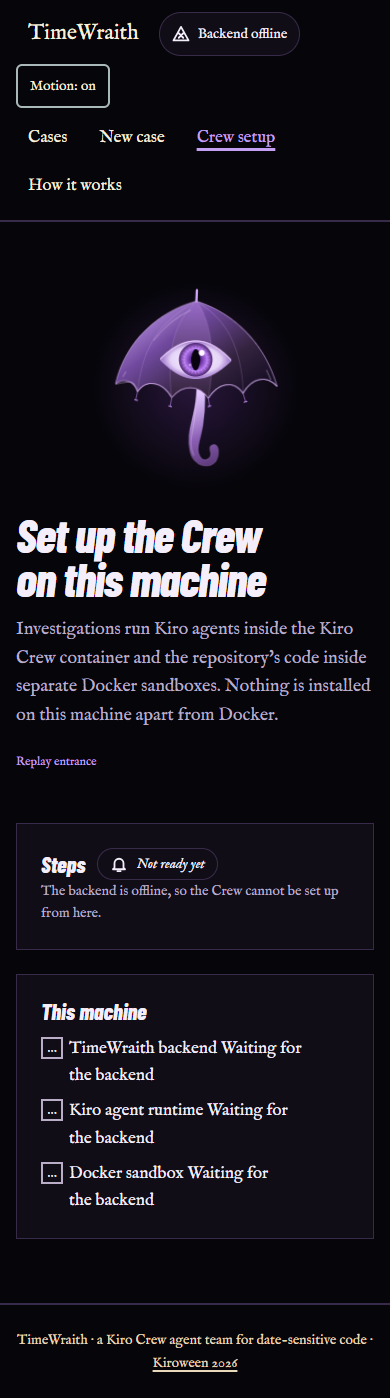 TimeWraith
Backend offline
Motion: on
Cases
New case
Crew setup
How it works
Set up the Crew
on this machine
Investigations run Kiro agents inside the Kiro
Crew container and the repository's code inside
separate Docker sandboxes. Nothing is installed
on this machine apart from Docker.
Replay entrance
Steps
Not ready yet
The backend is offline, so the Crew cannot be set up
from here.
This machine
... TimeWraith backend Waiting for
the backend
... Kiro agent runtime Waiting for
the backend
... Docker sandbox Waiting for
the backend
TimeWraith · a Kiro Crew agent team for date-sensitive code ·
Kiroween 2026